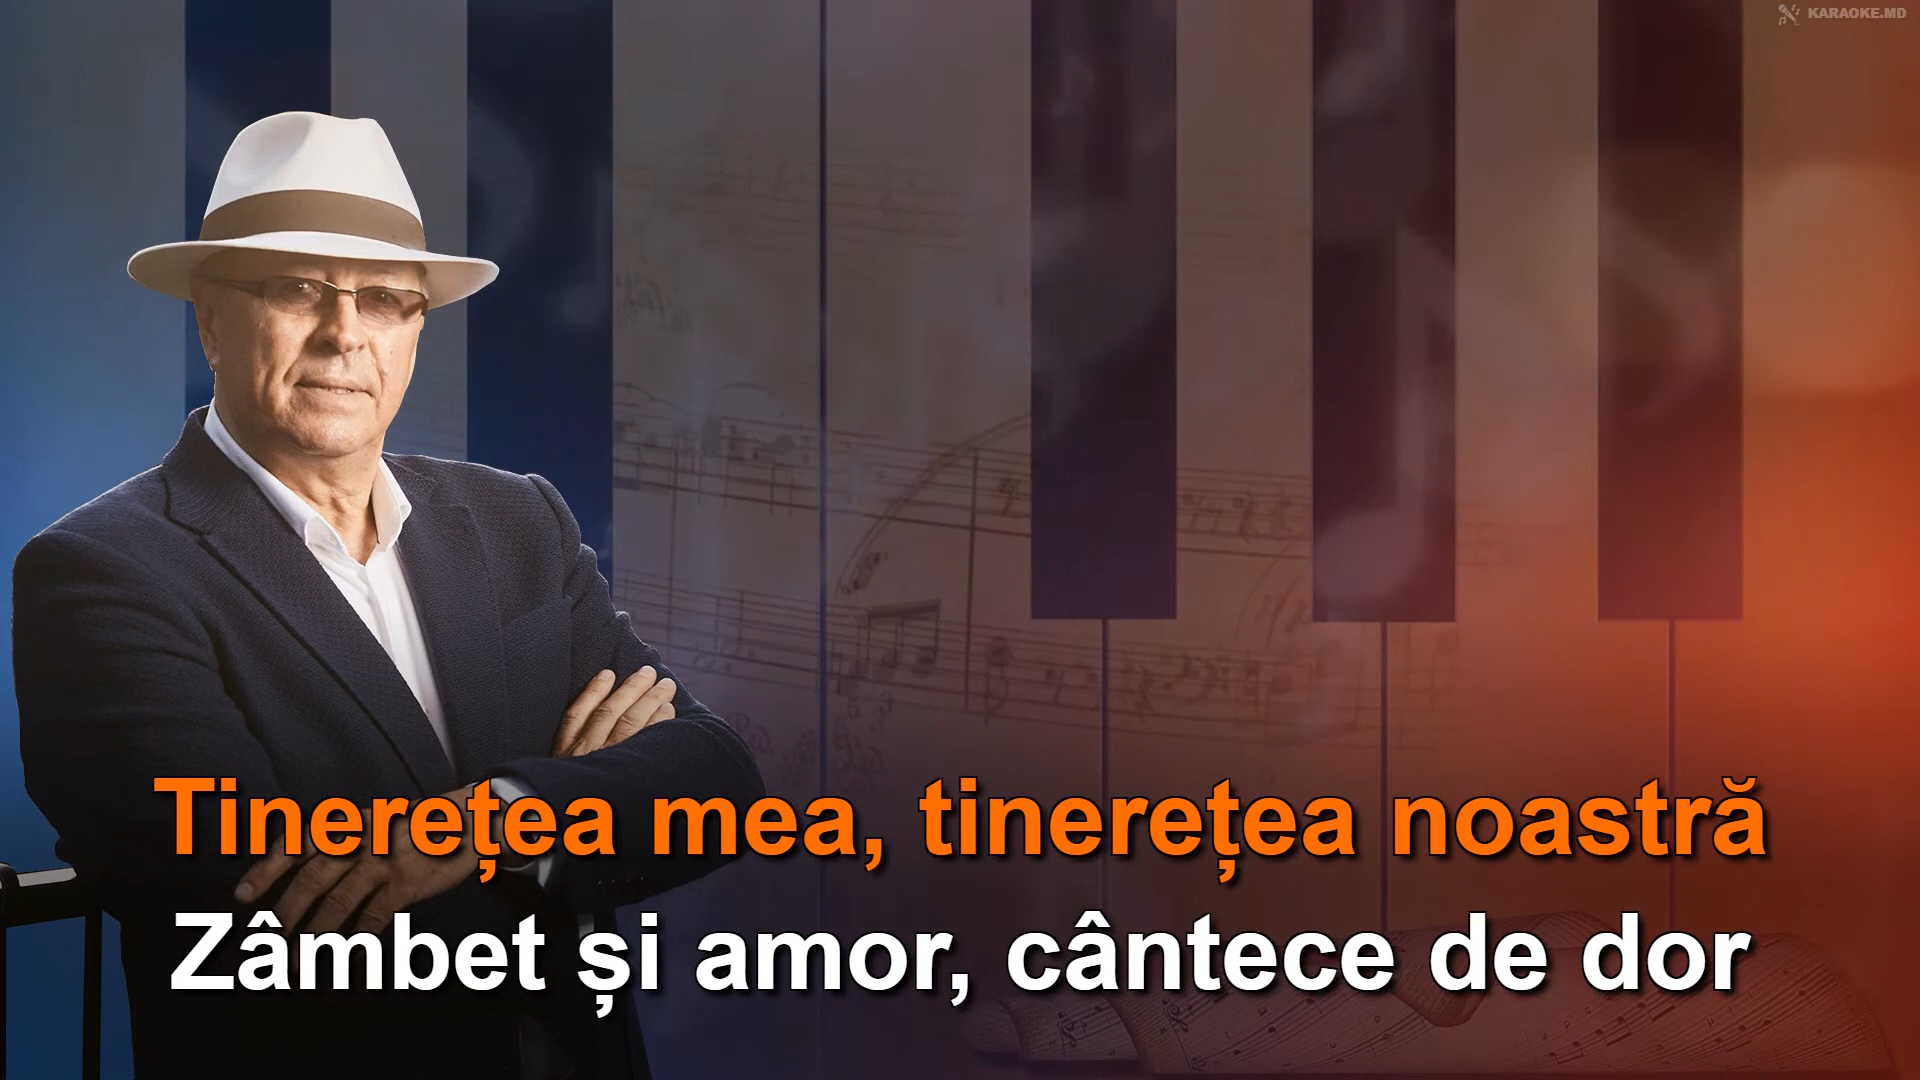 KARAOKE.MD
Tinerețea mea, tinerețea noastră
Zâmbet și amor, cântece de dor